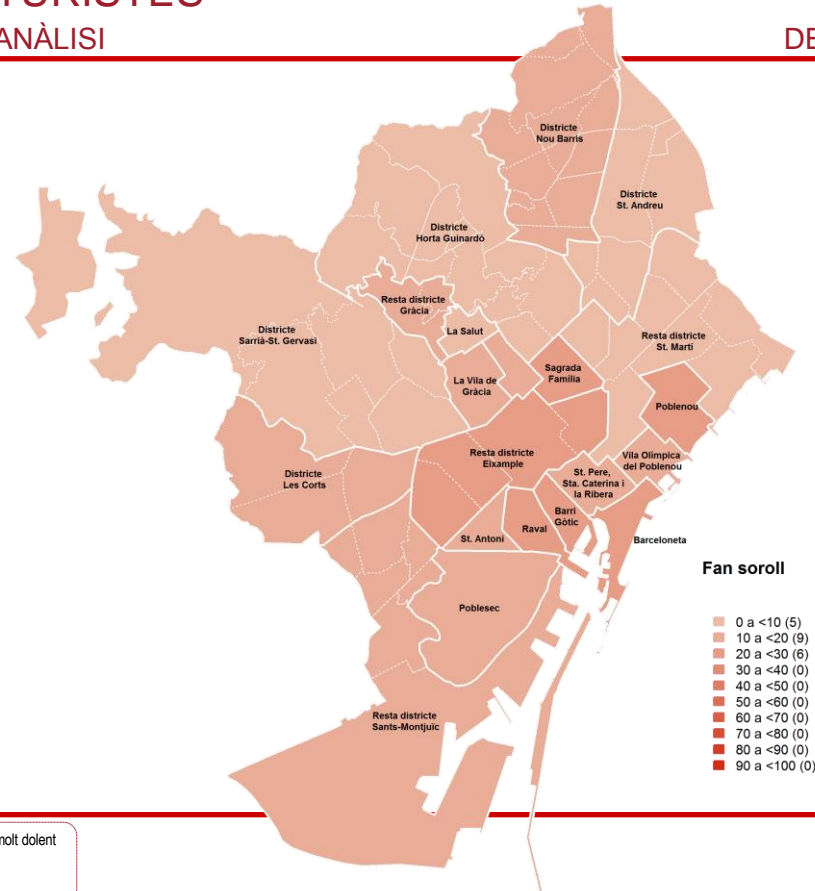 ANÀLISI
DE
Districte
Nou Barris
Districte
St. Andreu
Districte
Horta Guinardó
Resta districte
Gràcia
La Salut
Districte
Sarrià-St. Gervasi
Resta districte
St. Martí
La Vila de
Gràcia
Sagrada
Família
Poblenou
Resta districte
Eixample
Vila Olímpica
del Poblenou
St. Pere,
Sta. Caterina i
la Ribera
Districte
Les Corts
Barri
Gòtic
Raval
St. Antoni
Barceloneta
Poblesec
Resta districte
Sants-Montjuïc
Fan soroll
0 a <10 (5)
10 a <20 (9)
20 a <30 (6)
30 a <40 (0)
40 a <50 (0)
50 a <60 (0)
60 a <70 (0)
70 a <80 (0)
80 a <90 (0)
90 a <100 (0)
molt dolent